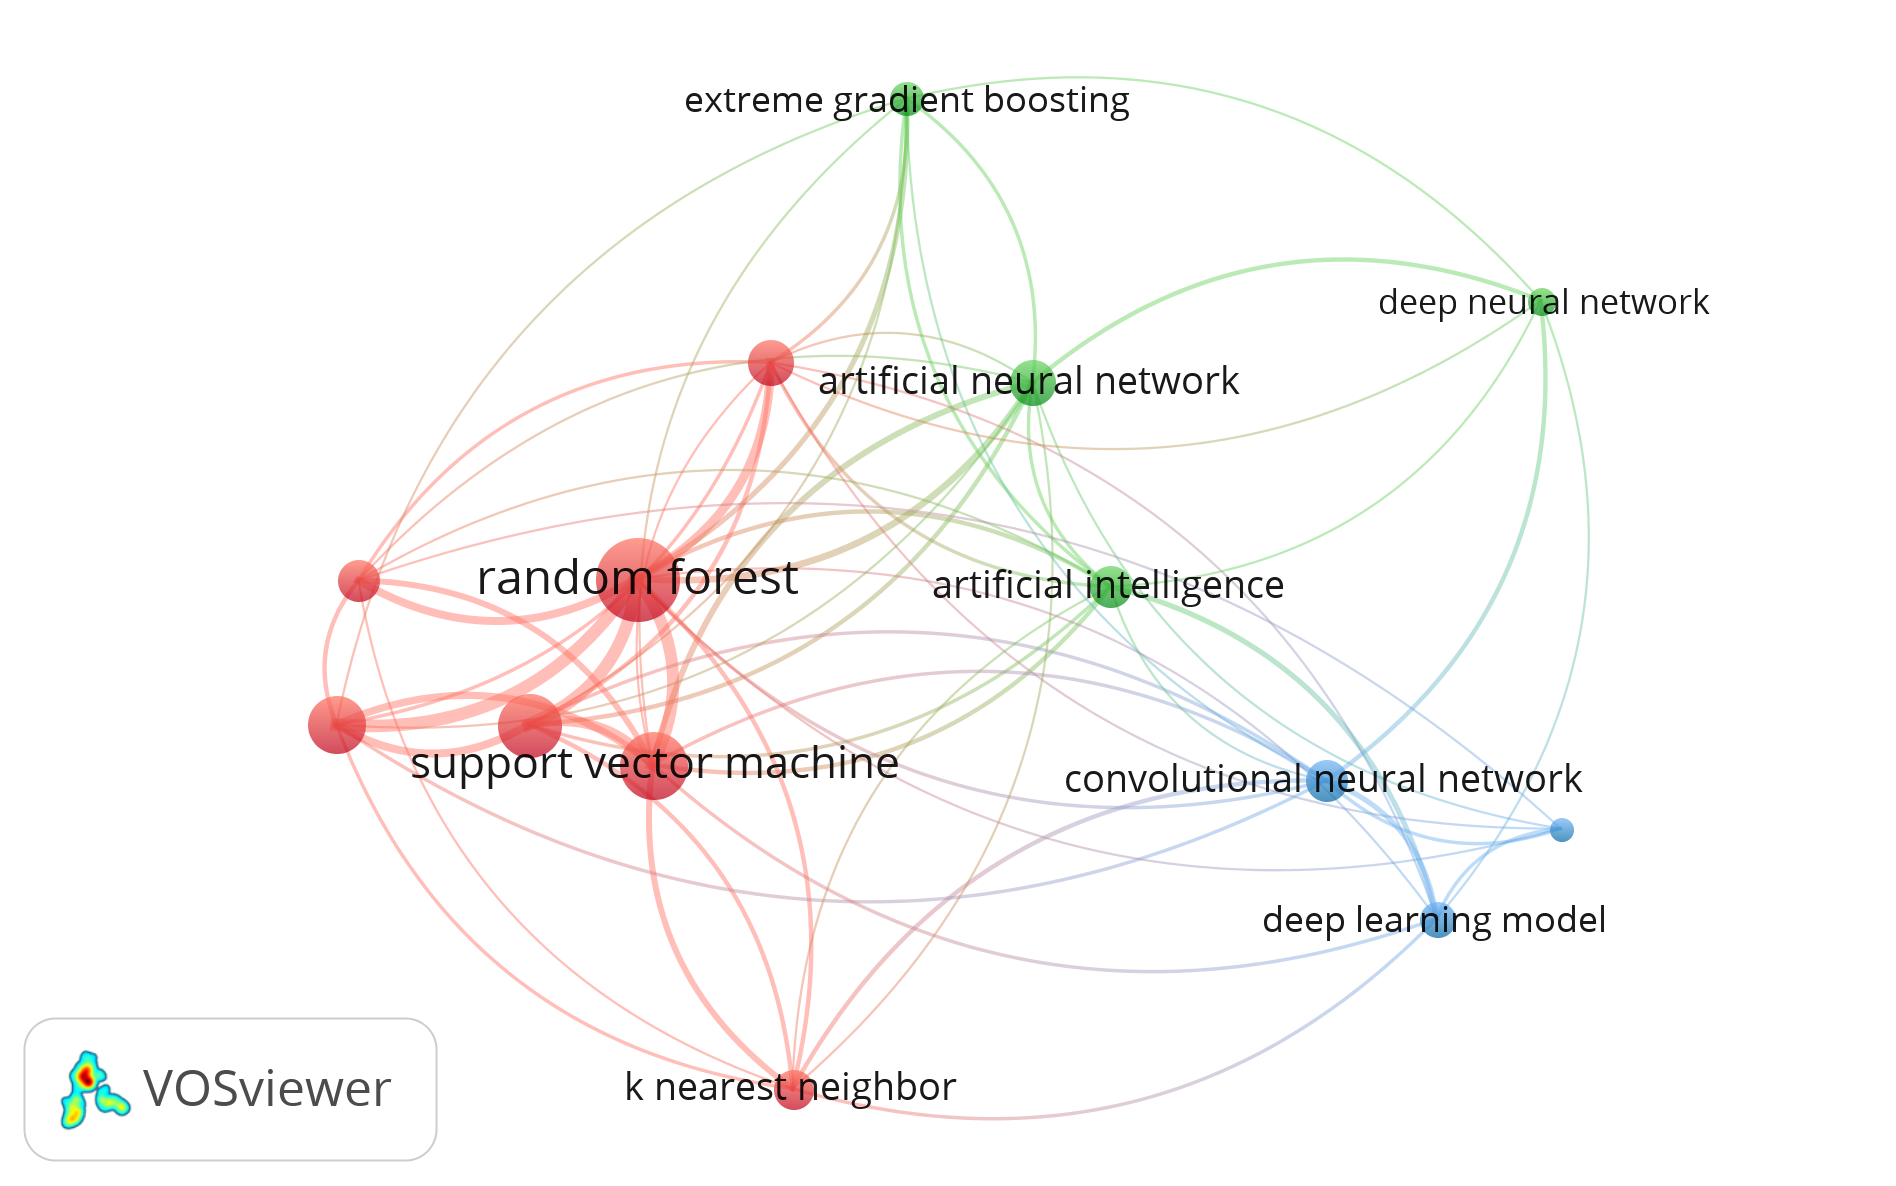 extreme gradient boosting
deep neural network
artificial neural network
random forest
artificial intelligence
support vector machine
convolutional neural network
deep learning model
k nearest neighbor
VOSviewer